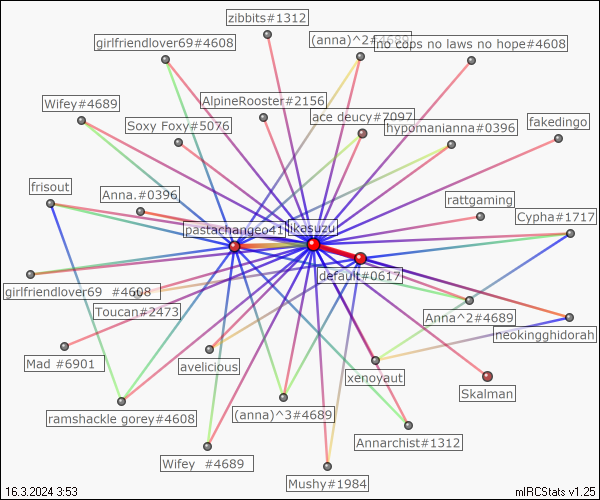 zibbits#1312
girlfriendlover69#4608
(anna)^2#4689
no cops no laws no hope#4608
Wifey#4689
AlpineRooster#2156
ace deucy#7097
Soxy Foxy#5076
hypomanianna#0396
fakedingo
frisout
Anna.#0396
rattgaming
Cypha#1717
pastachangeo41
ikasuzu
default#0617
girlfriendlover69 #4608
Toucan#2473
Anna^2#4689
neokingghidorah
Mad #6901
avelicious
xenoyaut
Skalman
ramshackle gorey#4608
(anna)^3#4689
Annarchist#1312
Wifey #4689
Mushy#1984
16.3.2024 3:53
mIRCStats v1.25